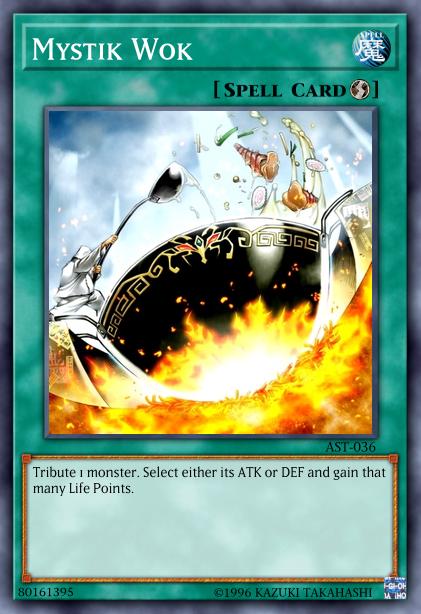 Mystik Wok
SPELL
魔
[Spell Card]
AST-036
Tribute 1 monster. Select either its ATK or DEF and gain that
many Life Points.
80161395
©1996 KAZUKI TAKAHASHI